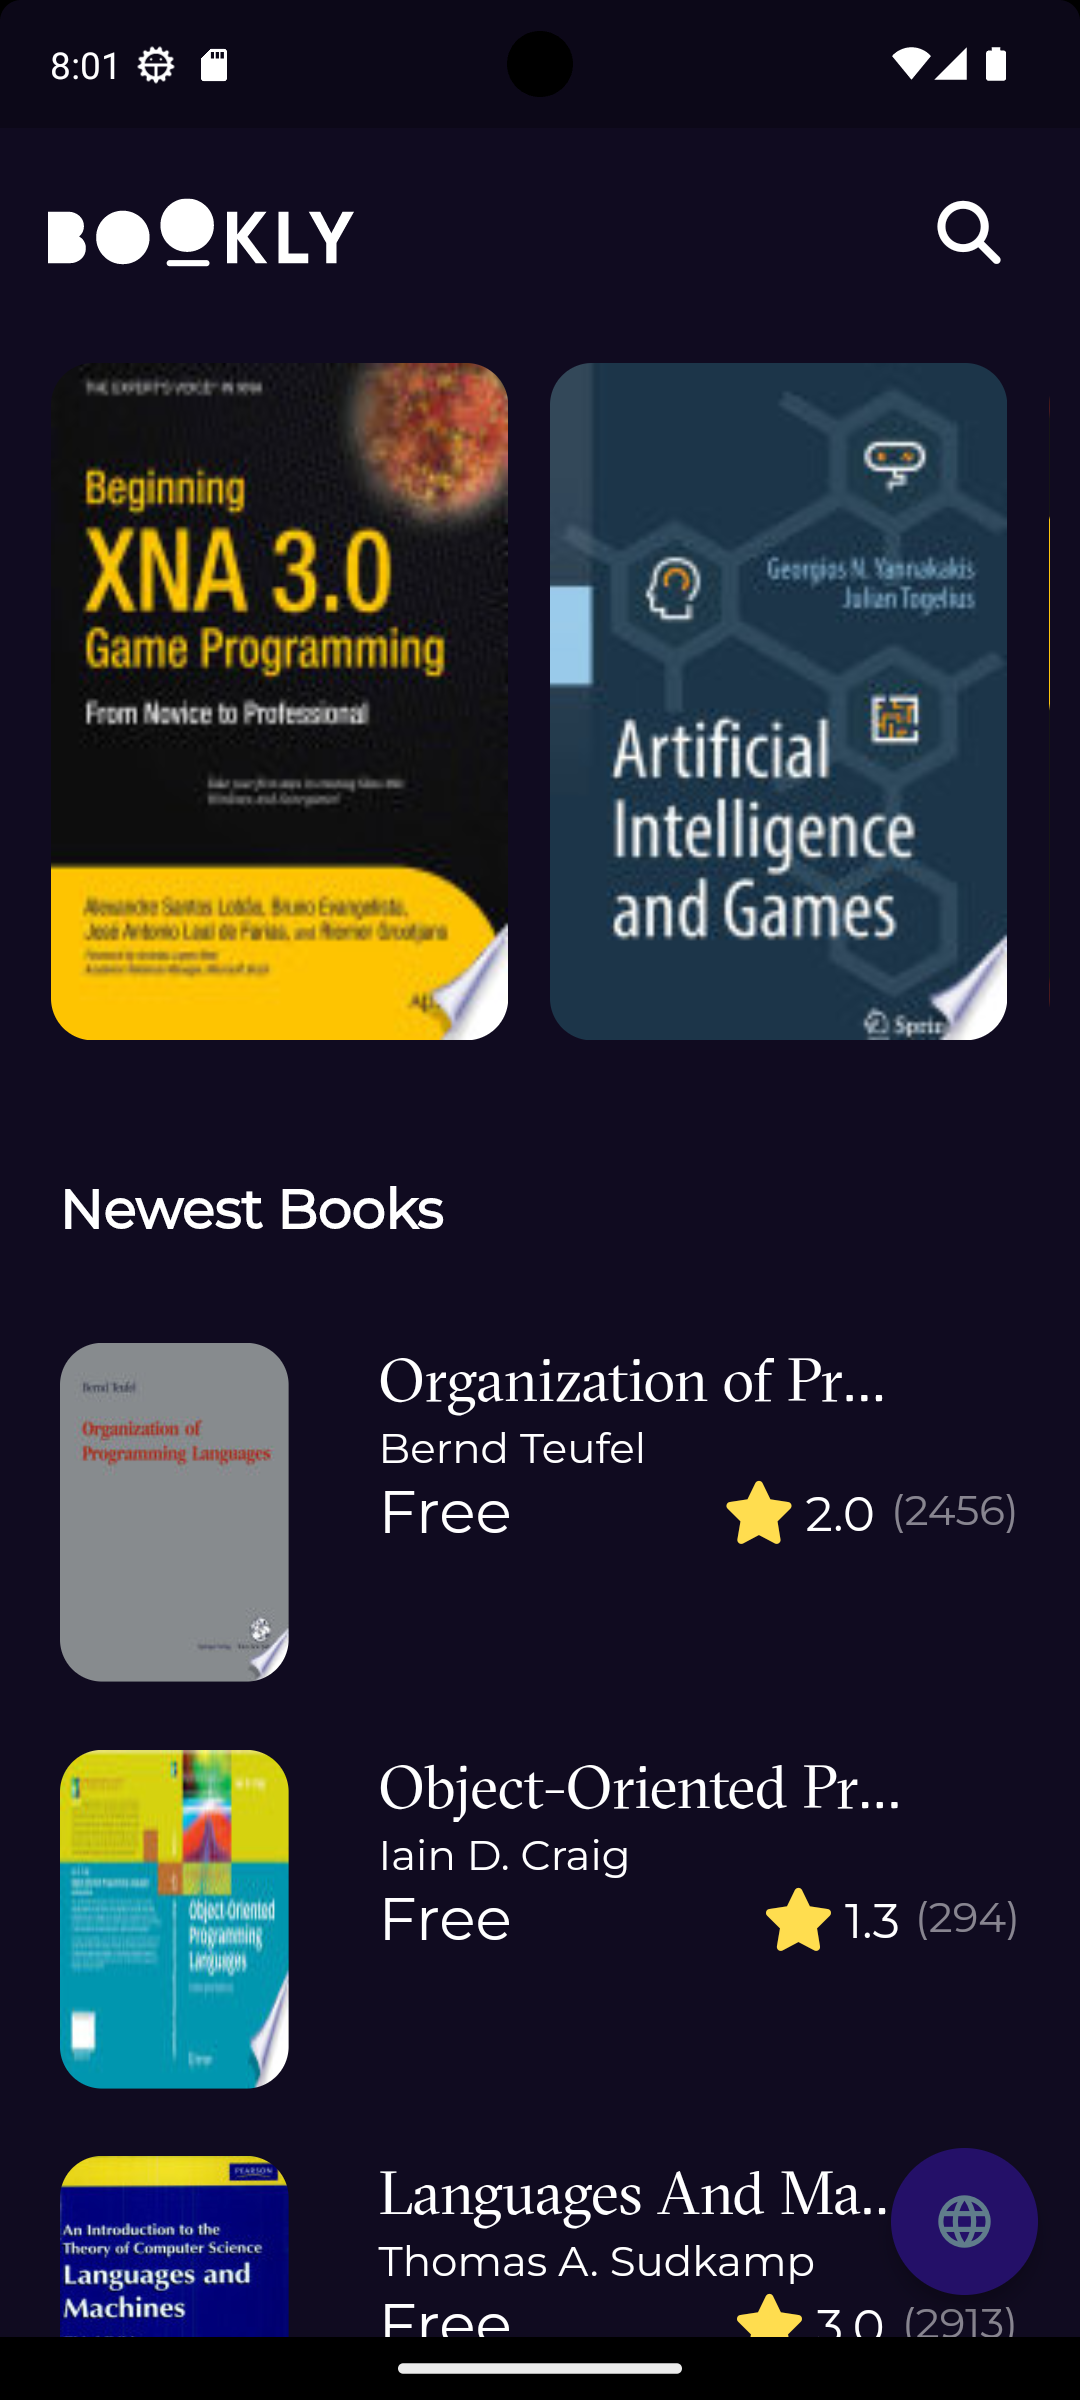 8:01
BOOKLY
THE EXPERT'S VOICE® IN XNA
Beginning
XNA 3.0
Game Programming
From Novice to Professional
Alexandre Santos Lobão, Bruno Evangelista,
José Antonio Leal de Farias, and Riemer Grootjans
Georgios N. Yannakakis
Julian Togelius
Artificial
Intelligence
and Games
Newest Books
Bernd Teufel
Organization of
Programming Languages
Organization of Pr...
Bernd Teufel
Free
2.0 (2456)
Object-Oriented
Programming
Languages
Object-Oriented Pr...
Iain D. Craig
Free
1.3 (294)
PEARSON
An Introduction to the
Theory of Computer Science
Languages and
Machines
Languages And Ma..
Thomas A. Sudkamp
Free
3.0 (2913)